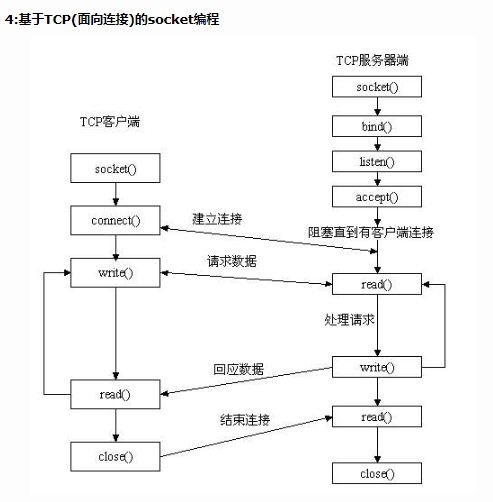 4:基于TCP(面向连接)的socket编程
TCP服务器端
socket()
bind()
TCP客户端
listen()
socket()
accept()
connect()
建立连接
阻塞直到有客户端连接
write()
请求数据
read()
处理请求
回应数据
write()
read()
结束连接
read()
close()
close()